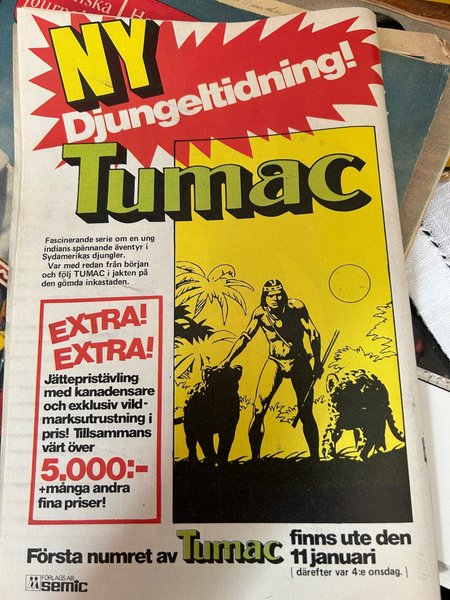 nska
Journ
H
NY
Djungeltidning!
Tumac
Fascinerande serie om en ung
indians spännande äventyr i
Sydamerikas djungler.
Var med redan från början
och följ TUMAC i jakten på
den gömda inkastaden.
EXTRA!
EXTRA!
Jättepristävling
med kanadensare
och exklusiv vild-
marksutrustning i
pris! Tillsammans
värt över
5.000:-
+många andra
fina priser!
Första numret av Tumac finns ute den
11 januari
( därefter var 4:e onsdag. )
FÖRLAGS AB
semic